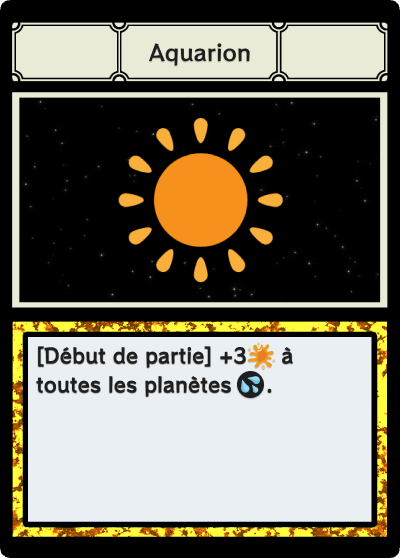 Aquarion
[Début de partie] +3 à
toutes les planètes .